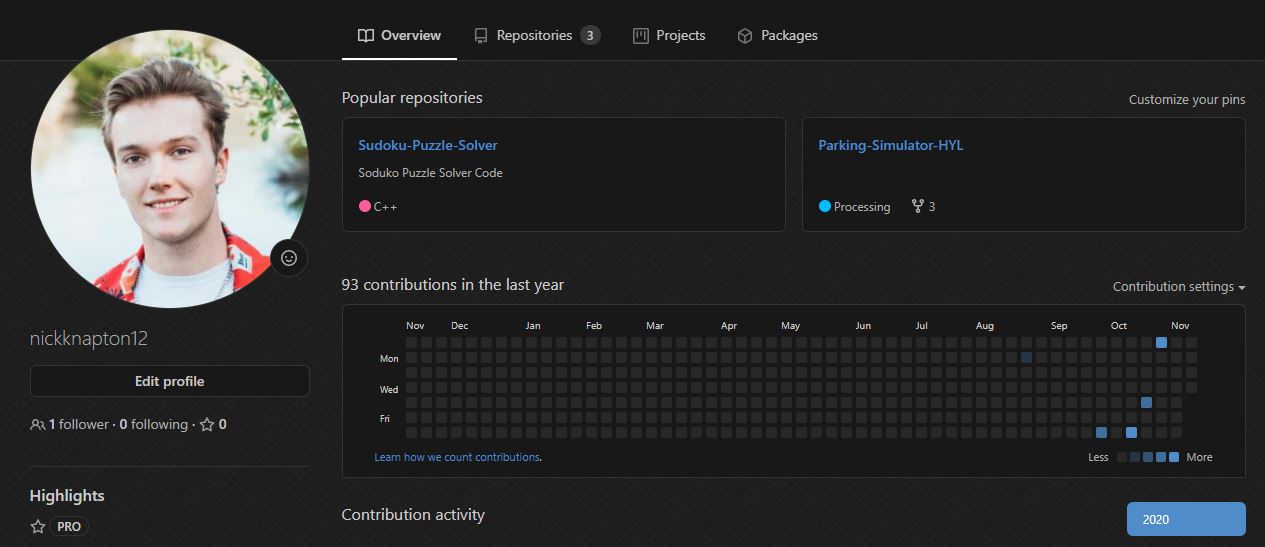 Overview
Repositories 3
Projects
Packages
nickknapton12
Edit profile
1 follower · 0 following · 0
Highlights
PRO
Popular repositories
Customize your pins
Sudoku-Puzzle-Solver
Soduko Puzzle Solver Code
C++
Parking-Simulator-HYL
Processing 3
93 contributions in the last year
Contribution settings
Nov Dec Jan Feb Mar Apr May Jun Jul Aug Sep Oct Nov
Mon
Wed
Fri
Learn how we count contributions.
Less More
Contribution activity
2020